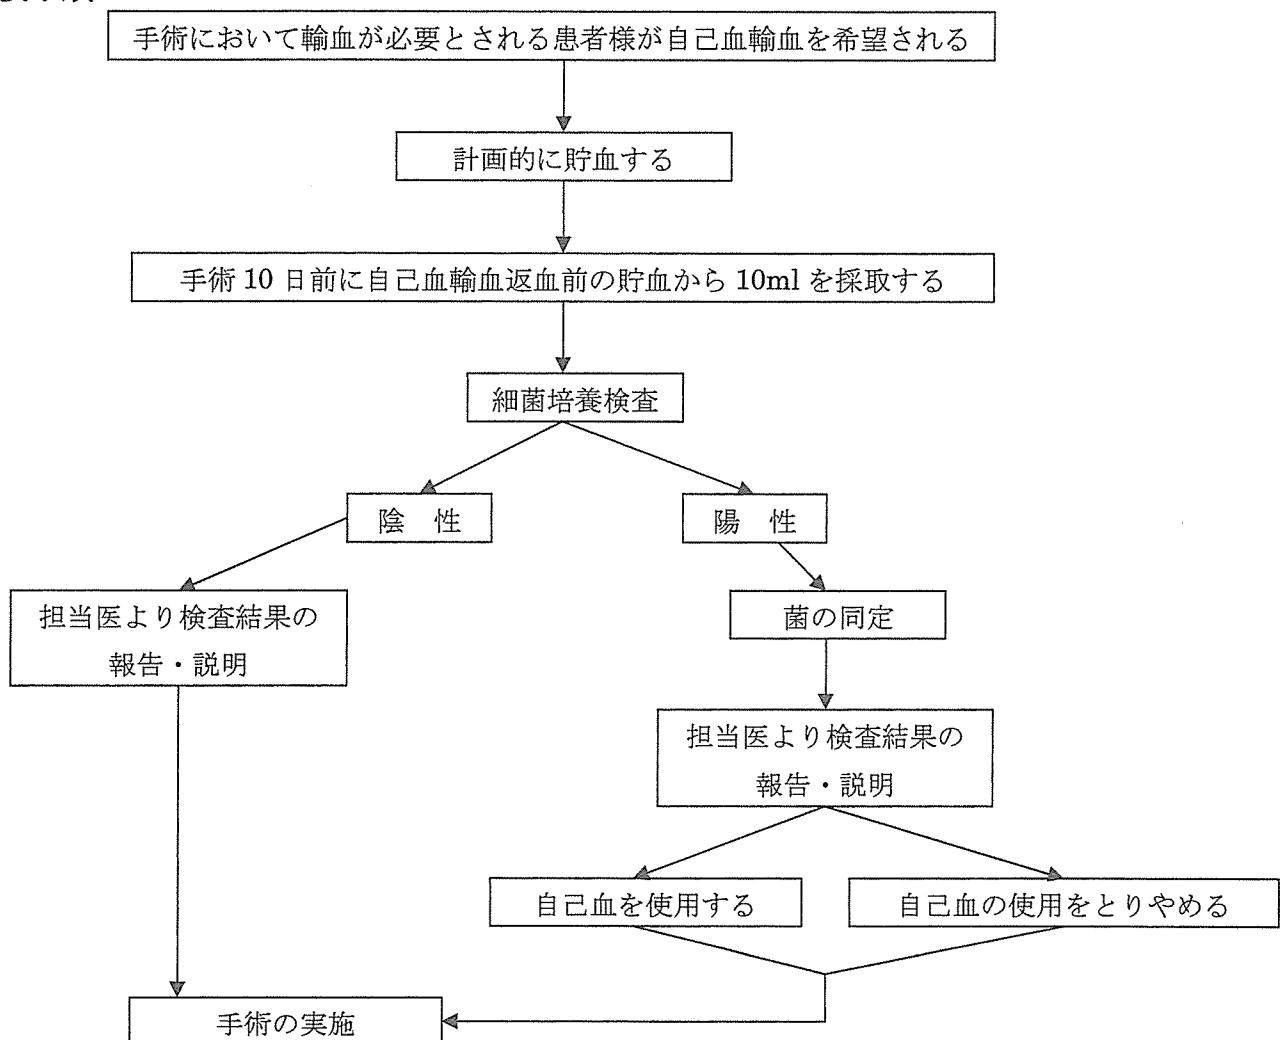 手術において輸血が必要とされる患者様が自己血輸血を希望される
計画的に貯血する
手術10日前に自己血輸血返血前の貯血から10mlを採取する
細菌培養検査
陰　性
陽　性
担当医より検査結果の
報告・説明
菌の同定
担当医より検査結果の
報告・説明
自己血を使用する
自己血の使用をとりやめる
手術の実施